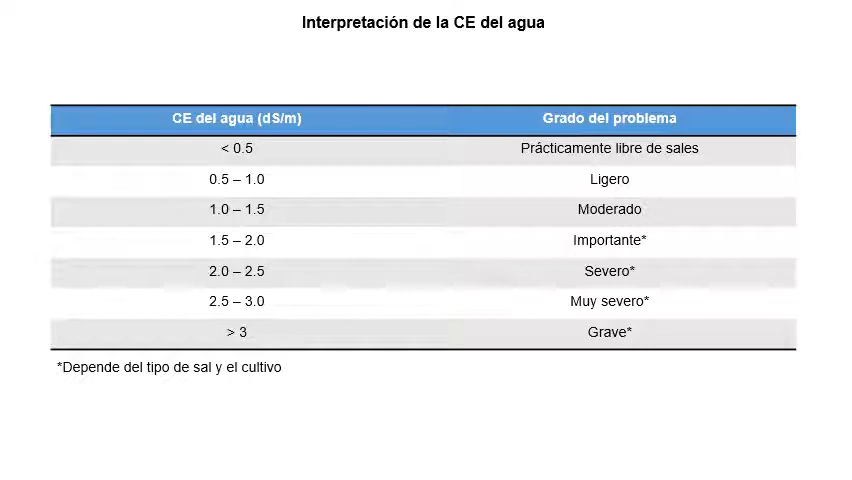 Interpretación de la CE del agua
CE del agua (dS/m) Grado del problema
< 0.5 Prácticamente libre de sales
0.5 – 1.0 Ligero
1.0 – 1.5 Moderado
1.5 – 2.0 Importante*
2.0 – 2.5 Severo*
2.5 – 3.0 Muy severo*
> 3 Grave*
*Depende del tipo de sal y el cultivo